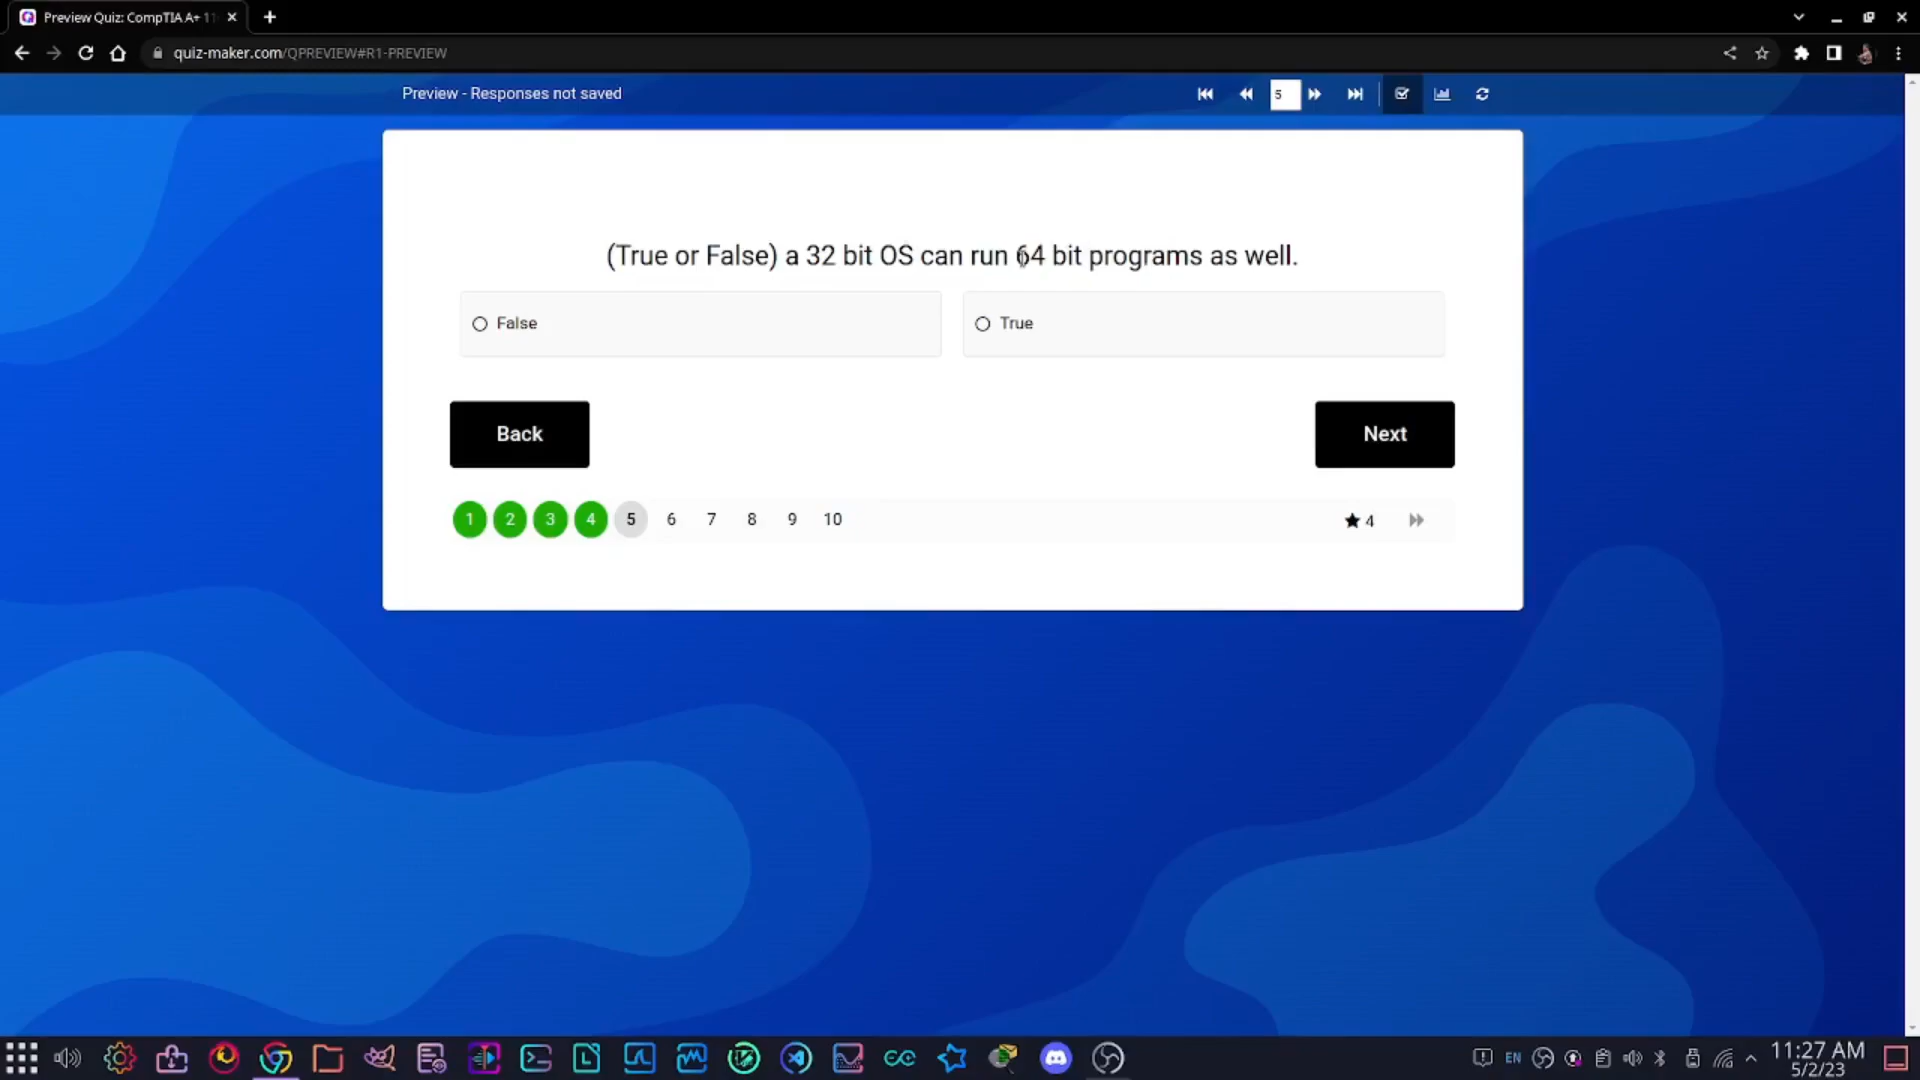 Preview Quiz: CompTIA A+ 11
quiz-maker.com/QPREVIEW#R1-PREVIEW
Preview - Responses not saved
5
(True or False) a 32 bit OS can run 64 bit programs as well.
False
True
Back
Next
1 2 3 4 5 6 7 8 9 10
4
EN
11:27 AM
5/2/23